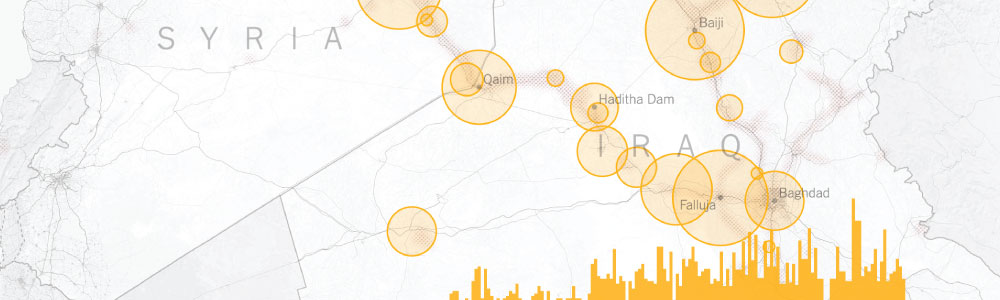 SYRIA
Baiji
Qaim
Haditha Dam
IRAQ
Baghdad
Falluja